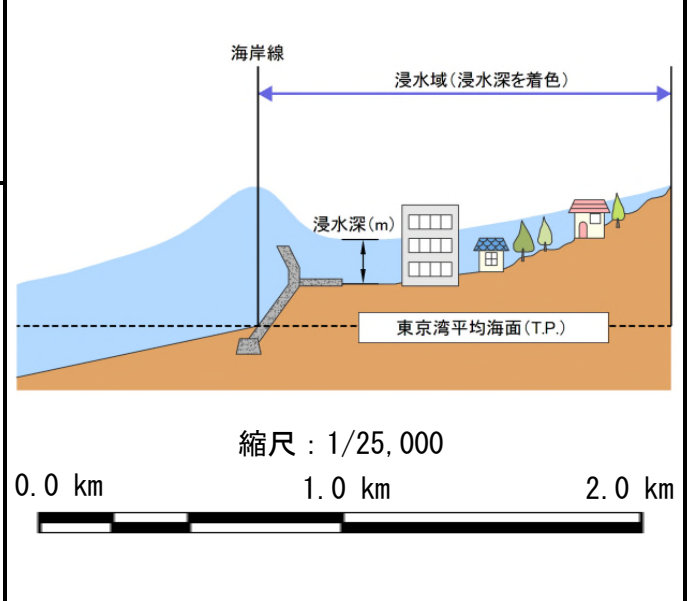 海岸線
浸水域(浸水深を着色)
浸水深(m)
東京湾平均海面(T.P.)
縮尺：1/25,000
0.0 km 1.0 km 2.0 km